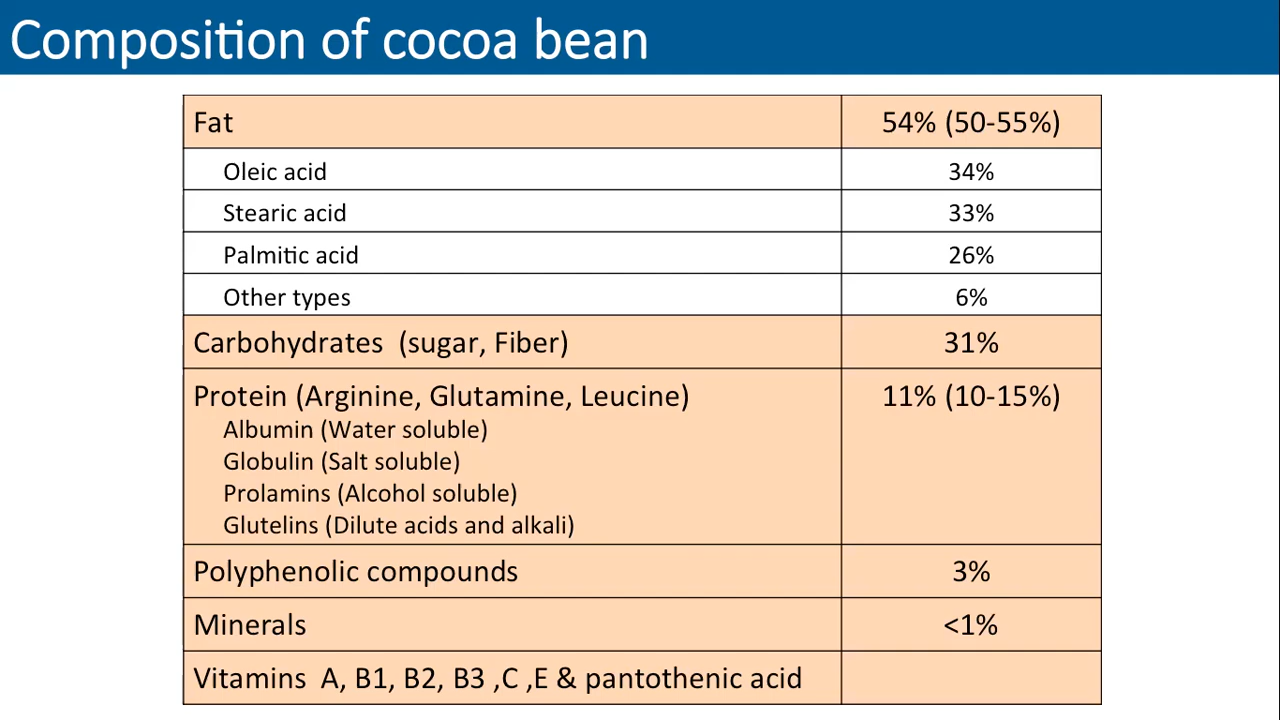 Composition of cocoa bean
Fat 54% (50-55%)
Oleic acid 34%
Stearic acid 33%
Palmitic acid 26%
Other types 6%
Carbohydrates (sugar, Fiber) 31%
Protein (Arginine, Glutamine, Leucine) 11% (10-15%)
Albumin (Water soluble)
Globulin (Salt soluble)
Prolamins (Alcohol soluble)
Glutelins (Dilute acids and alkali)
Polyphenolic compounds 3%
Minerals <1%
Vitamins A, B1, B2, B3 ,C ,E & pantothenic acid